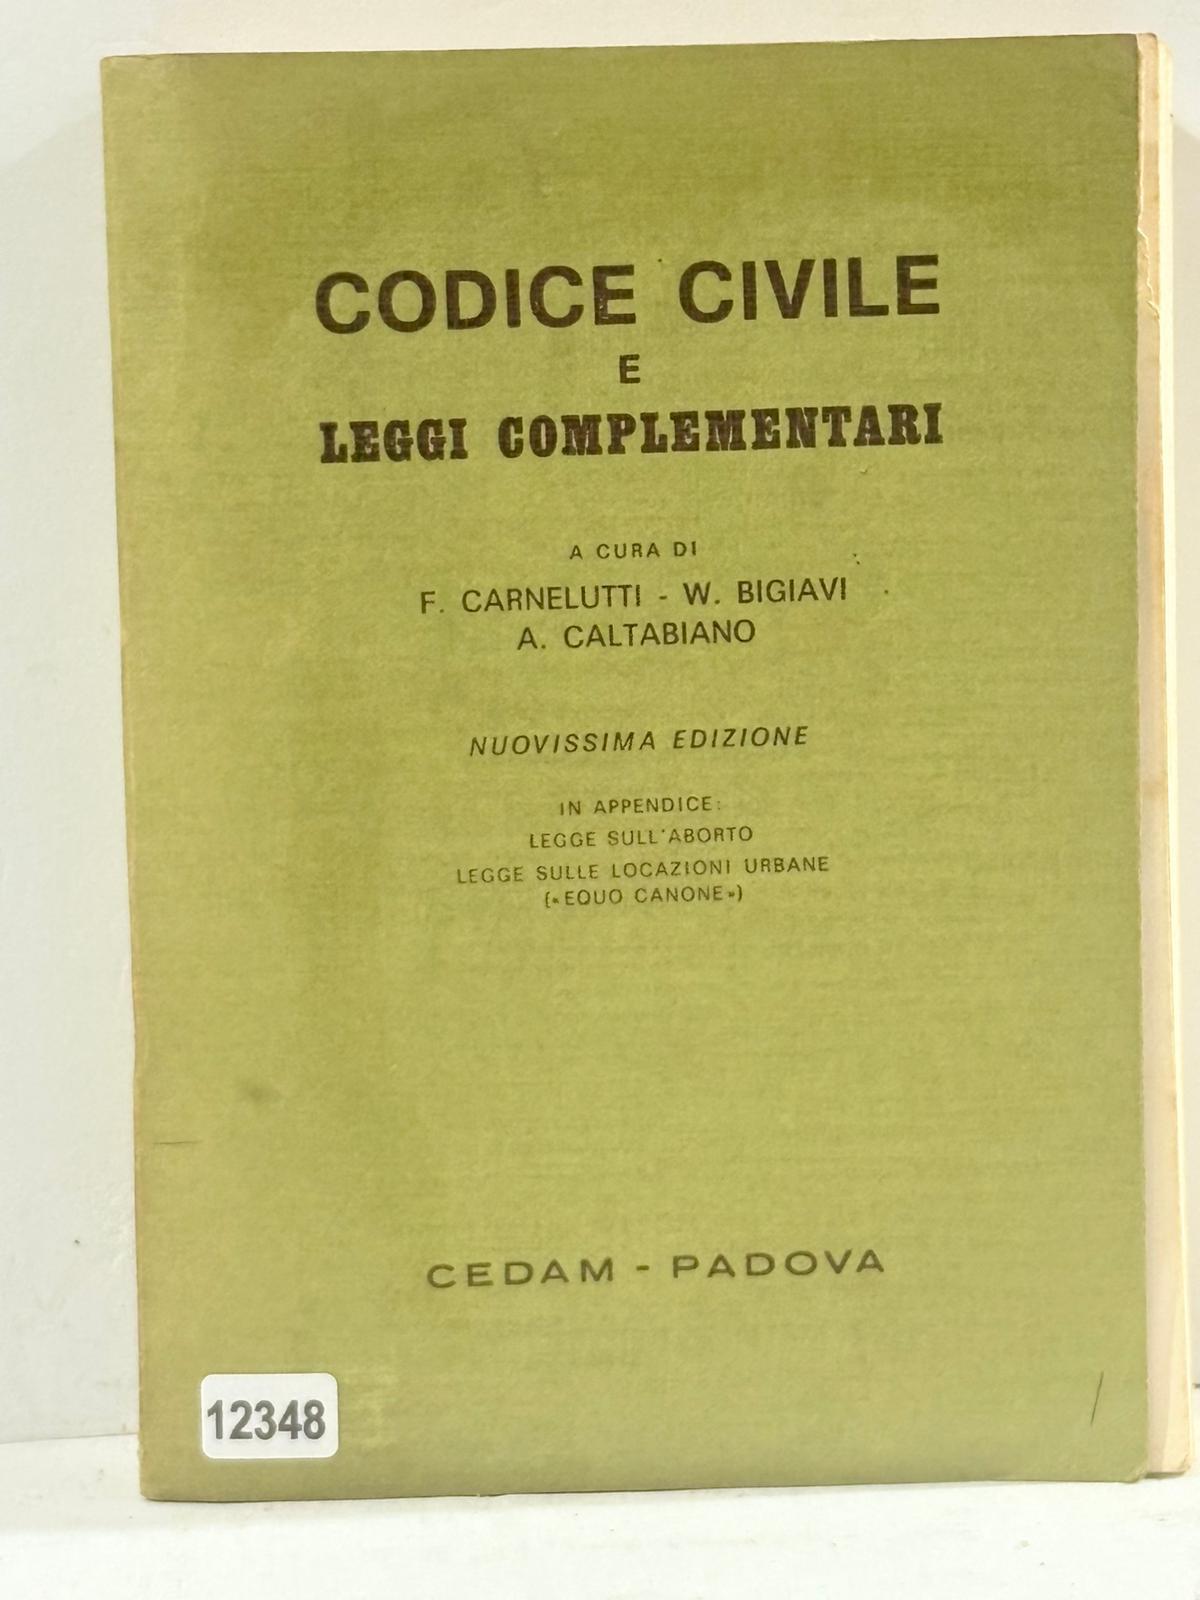 CODICE CIVILE
E
LEGGI COMPLEMENTARI
A CURA DI
F. CARNELUTTI - W. BIGIAVI
A. CALTABIANO
NUOVISSIMA EDIZIONE
IN APPENDICE:
LEGGE SULL'ABORTO
LEGGE SULLE LOCAZIONI URBANE
(«EQUO CANONE»)
CEDAM - PADOVA
12348